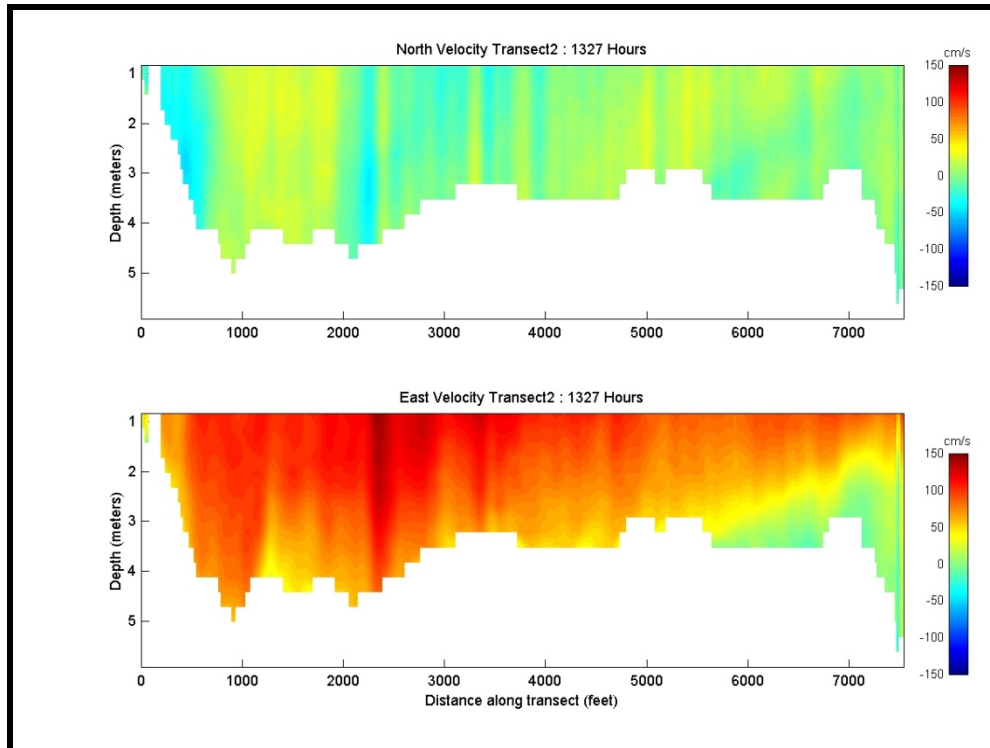 North Velocity Transect2 : 1327 Hours
cm/s
150
100
50
0
-50
-100
-150
1
2
3
4
5
Depth (meters)
0 1000 2000 3000 4000 5000 6000 7000
East Velocity Transect2 : 1327 Hours
cm/s
150
100
50
0
-50
-100
-150
1
2
3
4
5
Depth (meters)
0 1000 2000 3000 4000 5000 6000 7000
Distance along transect (feet)